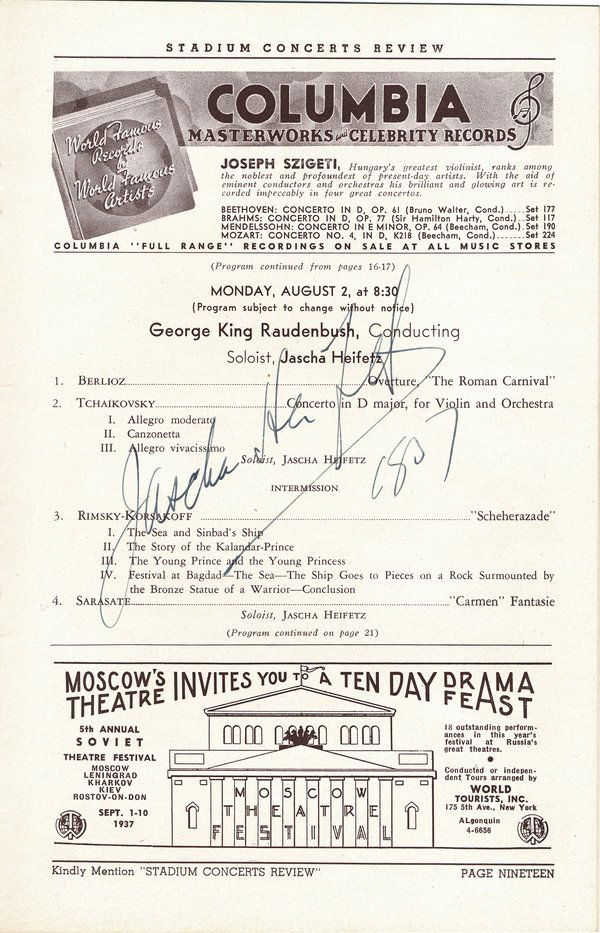 STADIUM CONCERTS REVIEW
World Famous
Records
&
World Famous
Artists
COLUMBIA
MASTERWORKS and CELEBRITY RECORDS
JOSEPH SZIGETI, Hungary's greatest violinist, ranks among
the noblest and profoundest of present-day artists. With the aid of
eminent conductors and orchestras his brilliant and glowing art is re-
corded impeccably in four great concertos.
BEETHOVEN: CONCERTO IN D, OP. 61 (Bruno Walter, Cond.).....Set 177
BRAHMS: CONCERTO IN D, OP. 77 (Sir Hamilton Harty, Cond.)..Set 117
MENDELSSOHN: CONCERTO IN E MINOR, OP. 64 (Beecham, Cond.).Set 190
MOZART: CONCERTO NO. 4, IN D, K218 (Beecham, Cond.).......Set 224
COLUMBIA "FULL RANGE" RECORDINGS ON SALE AT ALL MUSIC STORES
(Program continued from pages 16-17)
MONDAY, AUGUST 2, at 8:30
(Program subject to change without notice)
George King Raudenbush, Conducting
Soloist, Jascha Heifetz
1. BERLIOZ..........Overture, "The Roman Carnival"
2. TCHAIKOVSKY..........Concerto in D major, for Violin and Orchestra
I. Allegro moderato
II. Canzonetta
III. Allegro vivacissimo
Soloist, JASCHA HEIFETZ
Jascha Heifetz
INTERMISSION
3. RIMSKY-KORSAKOFF.........."Scheherazade"
I. The Sea and Sinbad's Ship
II. The Story of the Kalandar-Prince
III. The Young Prince and the Young Princess
IV. Festival at Bagdad—The Sea—The Ship Goes to Pieces on a Rock Surmounted by
the Bronze Statue of a Warrior—Conclusion
4. SARASATE.........."Carmen" Fantasie
Soloist, JASCHA HEIFETZ
(Program continued on page 21)
MOSCOW'S THEATRE INVITES YOU TO A TEN DAY DRAMA FEAST
5th ANNUAL
SOVIET
THEATRE FESTIVAL
MOSCOW
LENINGRAD
KHARKOV
KIEV
ROSTOV-ON-DON
SEPT. 1-10
1937
MOSCOW
THEATRE
FESTIVAL
18 outstanding perform-
ances in this year's
festival at Russia's
great theatres.
Conducted or indepen-
dent Tours arranged by
WORLD
TOURISTS, INC.
175 5th Ave., New York
ALgonquin
4-6656
Kindly Mention "STADIUM CONCERTS REVIEW"
PAGE NINETEEN